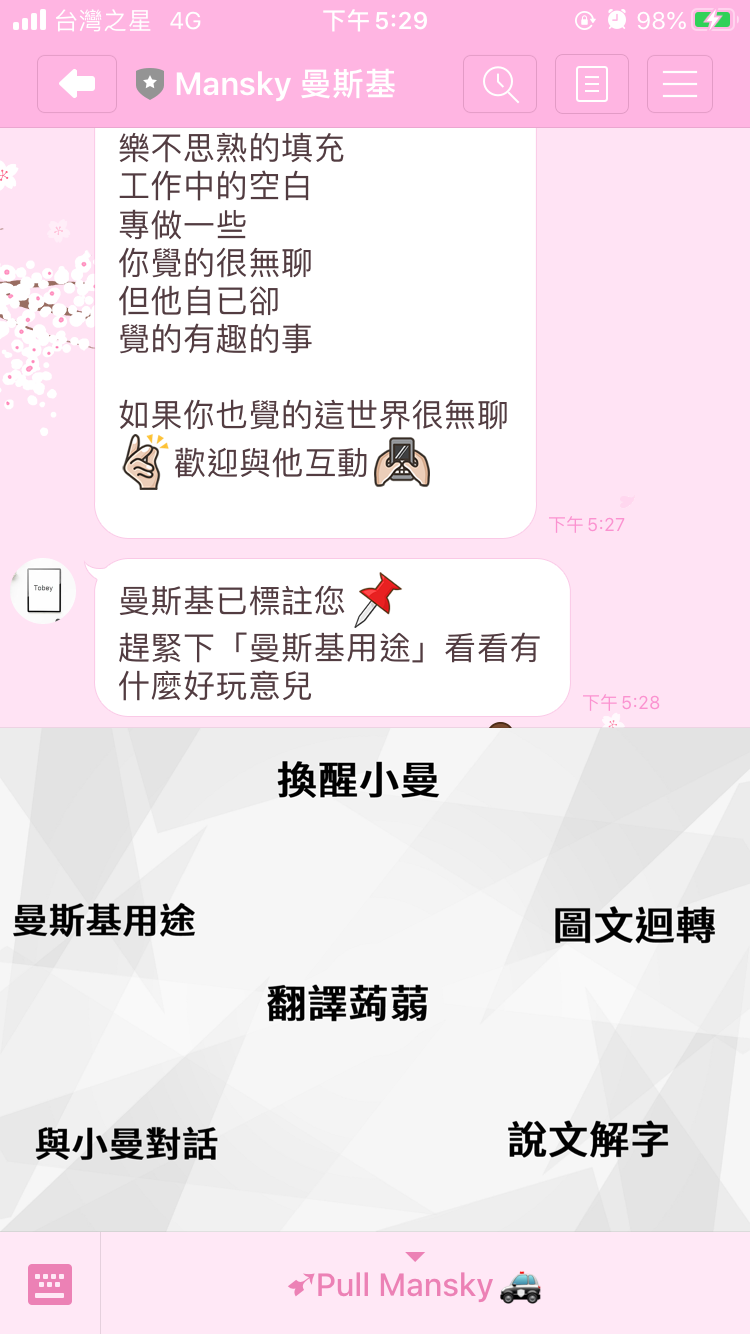 台灣之星 4G 下午5:29 98%
Mansky 曼斯基
樂不思熟的填充
工作中的空白
專做一些
你覺的很無聊
但他自已卻
覺的有趣的事
如果你也覺的這世界很無聊
歡迎與他互動
下午5:27
Tobey
曼斯基已標註您
趕緊下「曼斯基用途」看看有
什麼好玩意兒
下午5:28
換醒小曼
曼斯基用途
圖文迴轉
翻譯蒟蒻
與小曼對話
說文解字
Pull Mansky